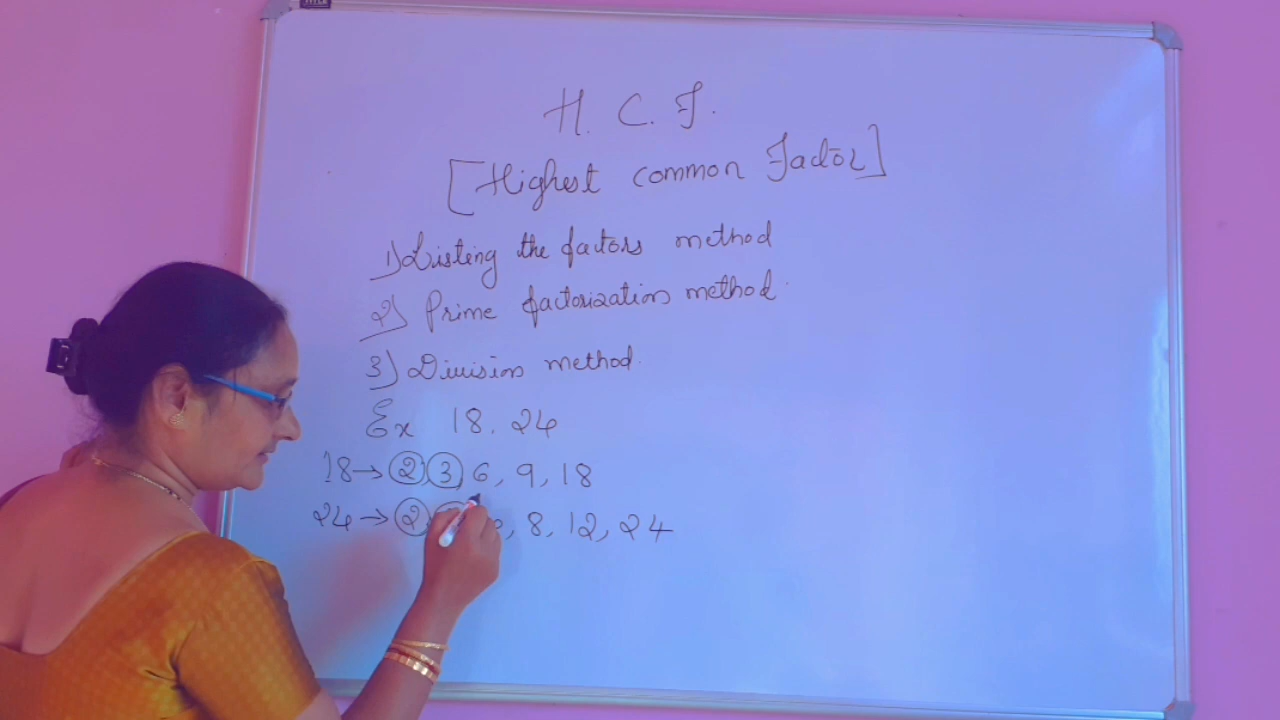 H. C. F.
[Highest common Factor]
1) Listing the factors method
2) Prime factorization method.
3) Division method.
Ex 18. 24
18→ 2 3 6, 9, 18
24→ 2, 8, 12, 24